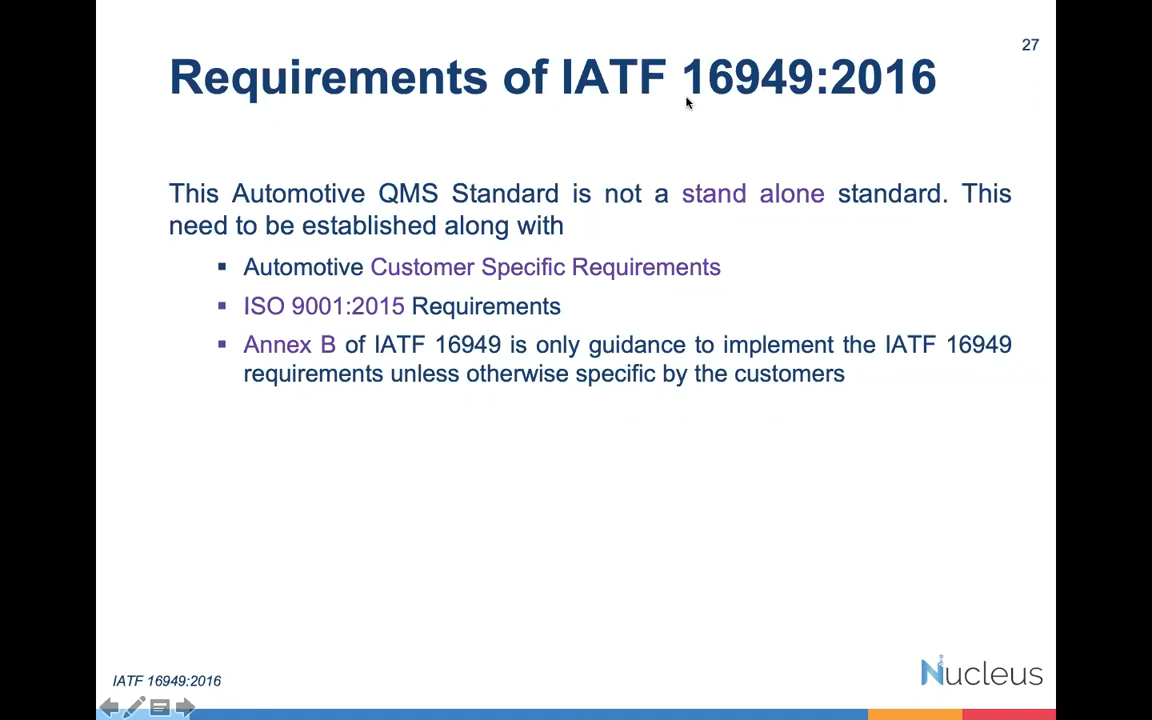 27
Requirements of IATF 16949:2016
This Automotive QMS Standard is not a stand alone standard. This
need to be established along with
▪ Automotive Customer Specific Requirements
▪ ISO 9001:2015 Requirements
▪ Annex B of IATF 16949 is only guidance to implement the IATF 16949
requirements unless otherwise specific by the customers
IATF 16949:2016
Nucleus